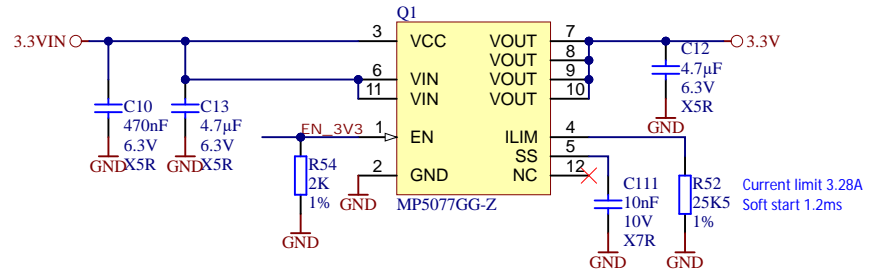 Q1
3.3VIN
3
VCC
VOUT
7
3.3V
VOUT
8
6
VIN
VOUT
9
11
VIN
VOUT
10
C12
4.7µF
6.3V
X5R
GND
C10
470nF
6.3V
X5R
GND
C13
4.7µF
6.3V
X5R
GND
EN_3V3
1
EN
ILIM
4
SS
5
2
GND
NC
12
GND
MP5077GG-Z
R54
2K
1%
GND
C111
10nF
10V
X7R
GND
R52
25K5
1%
GND
Current limit 3.28A
Soft start 1.2ms